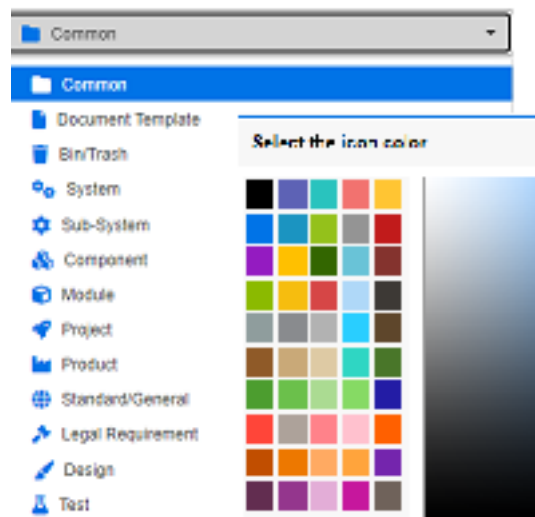 Common
Common
Document Template
Bin/Trash
Select the icon color
System
Sub-System
Component
Module
Project
Product
Standard/General
Legal Requirement
Design
Test